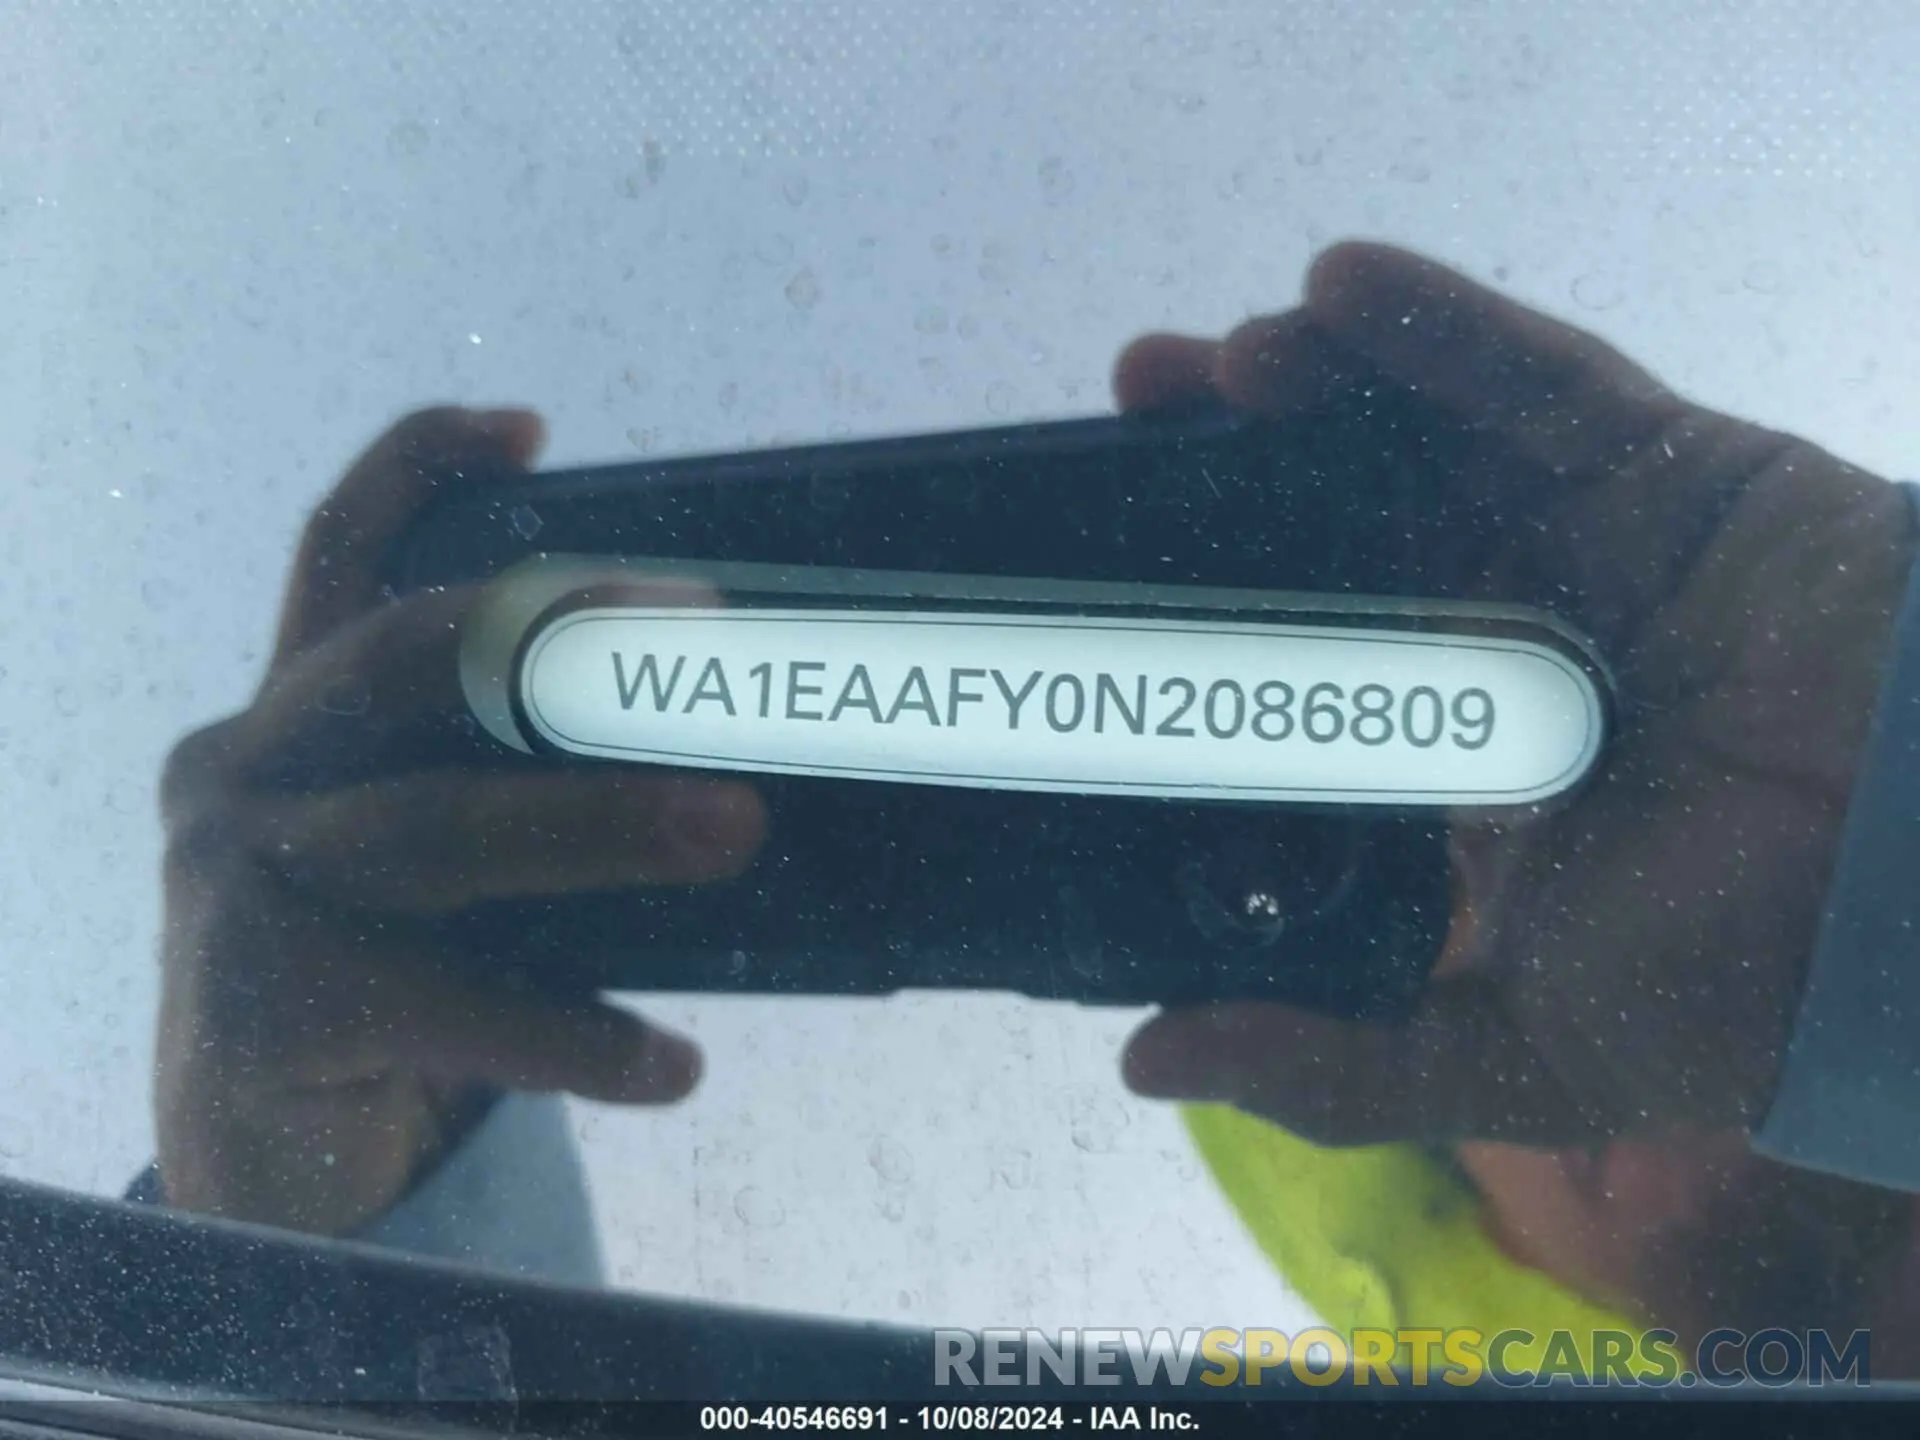 WA1EAAFY0N2086809
RENEWSPORTSCARS.COM
000-40546691 - 10/08/2024 - IAA Inc.